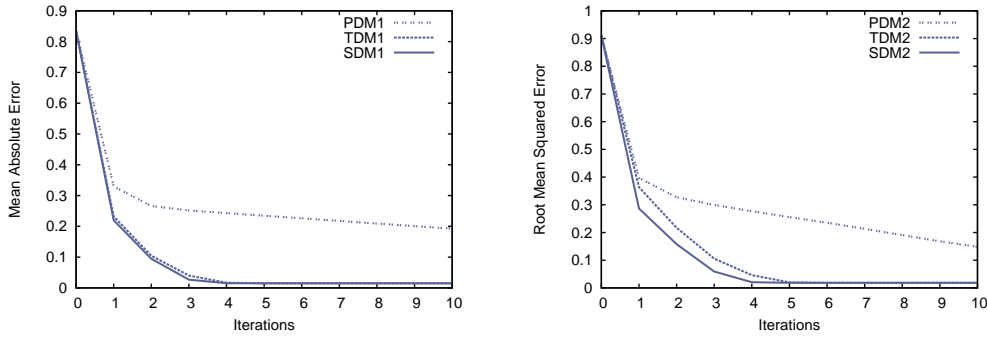 0.9
0.8
0.7
0.6
0.5
0.4
0.3
0.2
0.1
0
Mean Absolute Error
PDM1
TDM1
SDM1
0 1 2 3 4 5 6 7 8 9 10
Iterations
1
0.9
0.8
0.7
0.6
0.5
0.4
0.3
0.2
0.1
0
Root Mean Squared Error
PDM2
TDM2
SDM2
0 1 2 3 4 5 6 7 8 9 10
Iterations